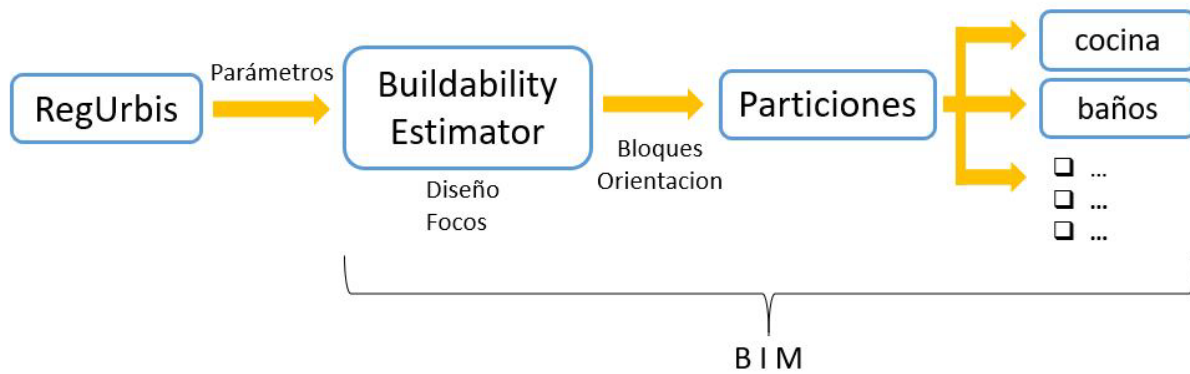 RegUrbis
Parámetros
Buildability
Estimator
Diseño
Focos
Bloques
Orientacion
Particiones
cocina
baños
❑ ...
❑ ...
❑ ...
B I M